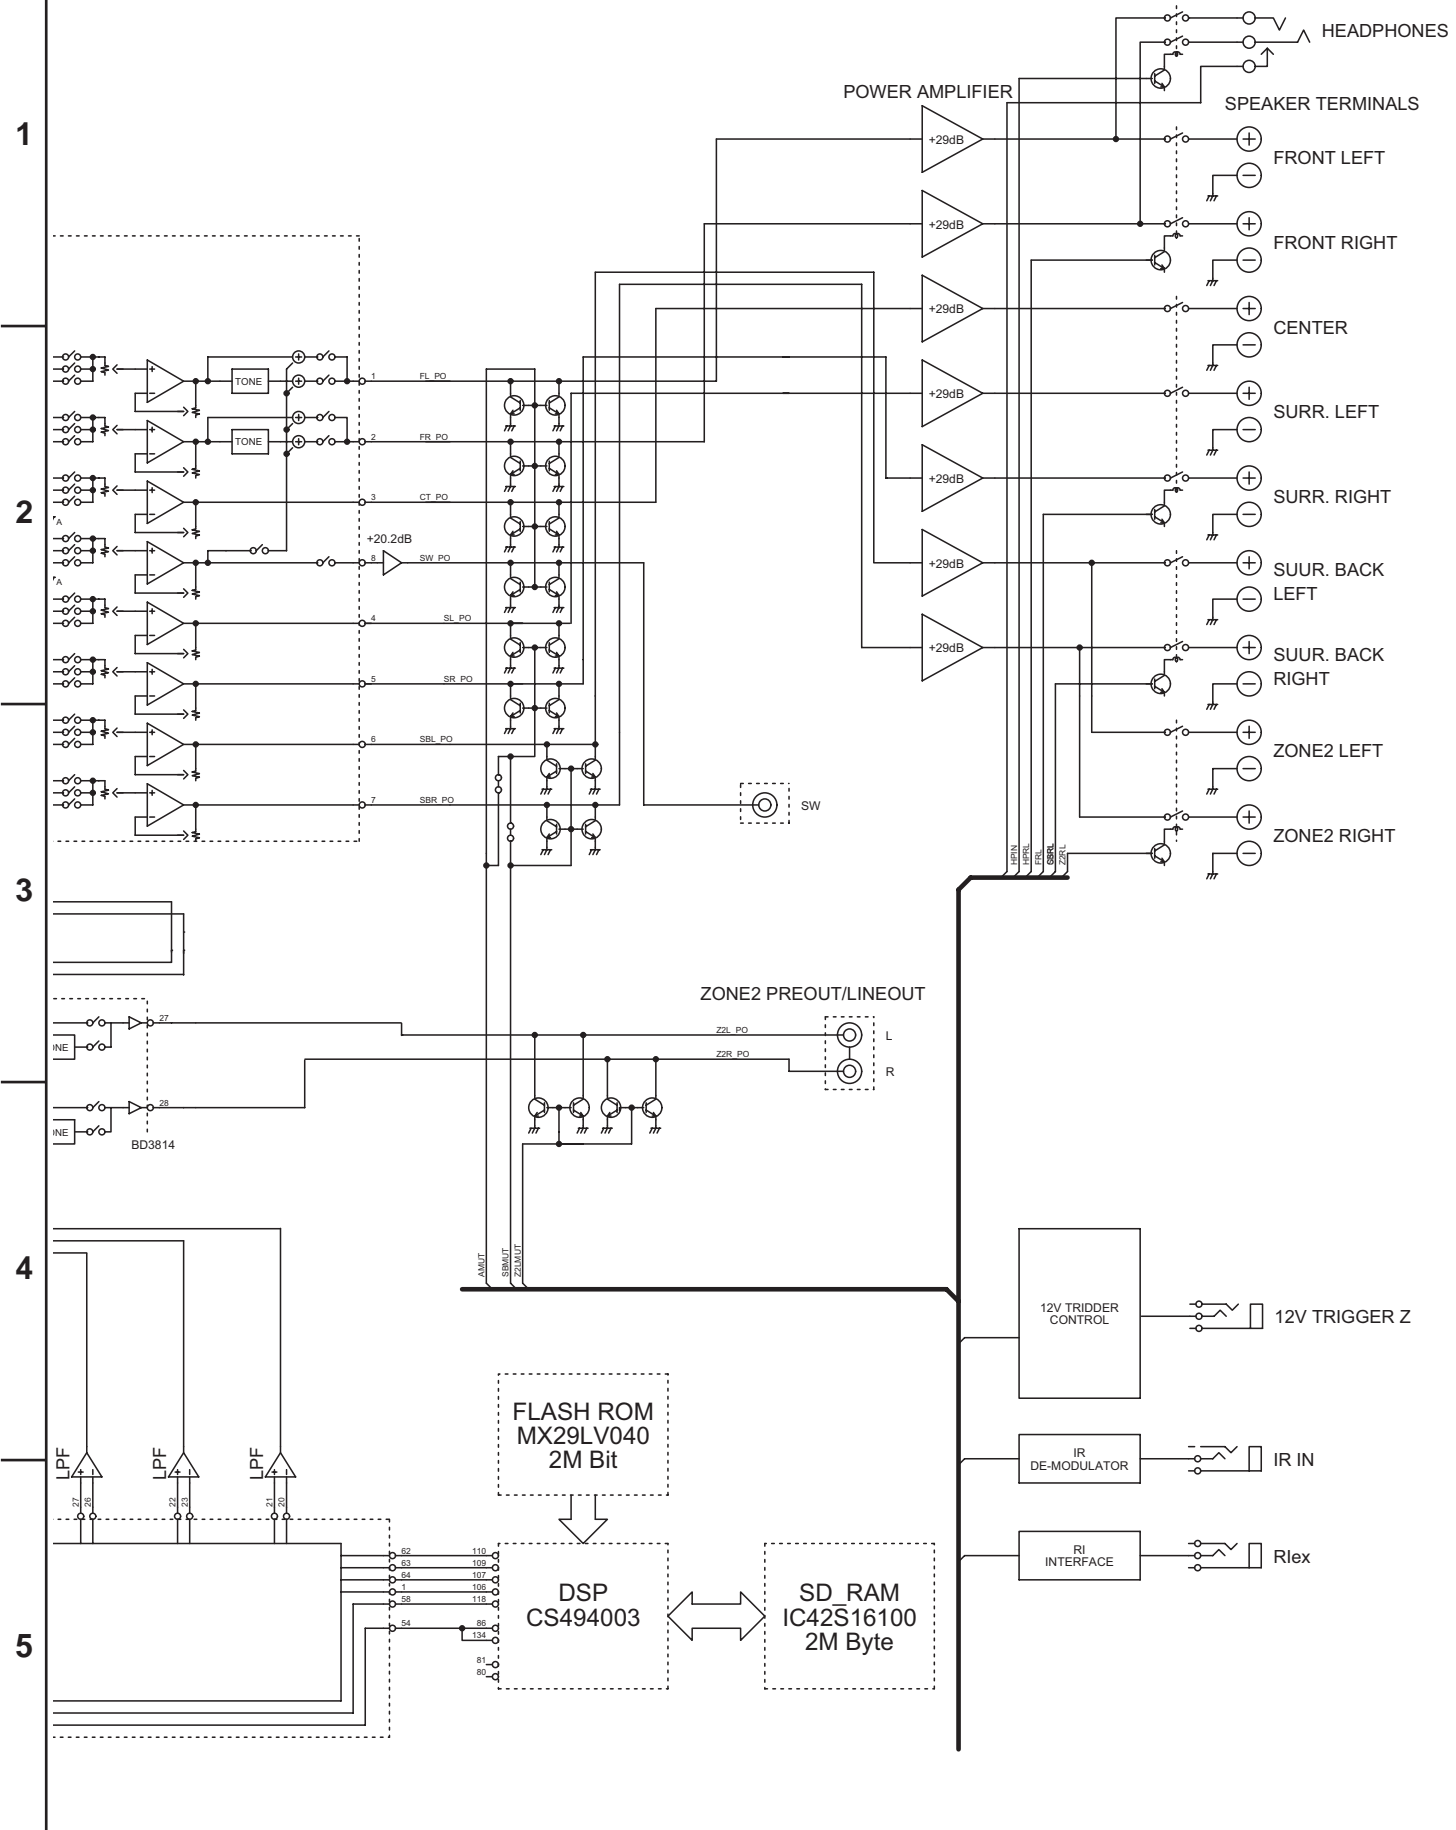 HEADPHONES
POWER AMPLIFIER
SPEAKER TERMINALS
1
+29dB
FRONT LEFT
+29dB
FRONT RIGHT
+29dB
CENTER
TONE
1
FL_PO
+29dB
SURR. LEFT
TONE
2
FR_PO
+29dB
SURR. RIGHT
3
CT_PO
2
A
+20.2dB
8
SW_PO
+29dB
SUUR. BACK
LEFT
A
4
SL_PO
+29dB
SUUR. BACK
RIGHT
5
SR_PO
6
SBL_PO
ZONE2 LEFT
7
SBR_PO
SW
ZONE2 RIGHT
HPIN
HPRL
FRL
Z2RL
3
ZONE2 PREOUT/LINEOUT
27
Z2L_PO
L
ONE
Z2R_PO
R
28
ONE
BD3814
4
AMUT
SBMUT
Z2LMUT
12V TRIDDER
CONTROL
12V TRIGGER Z
FLASH ROM
MX29LV040
2M Bit
LPF
LPF
LPF
IR
DE-MODULATOR
IR IN
27
26
22
23
21
20
RI
INTERFACE
RIex
62
110
63
109
64
107
1
106
58
118
54
86
134
81
80
DSP
CS494003
SD_RAM
IC42S16100
2M Byte
5